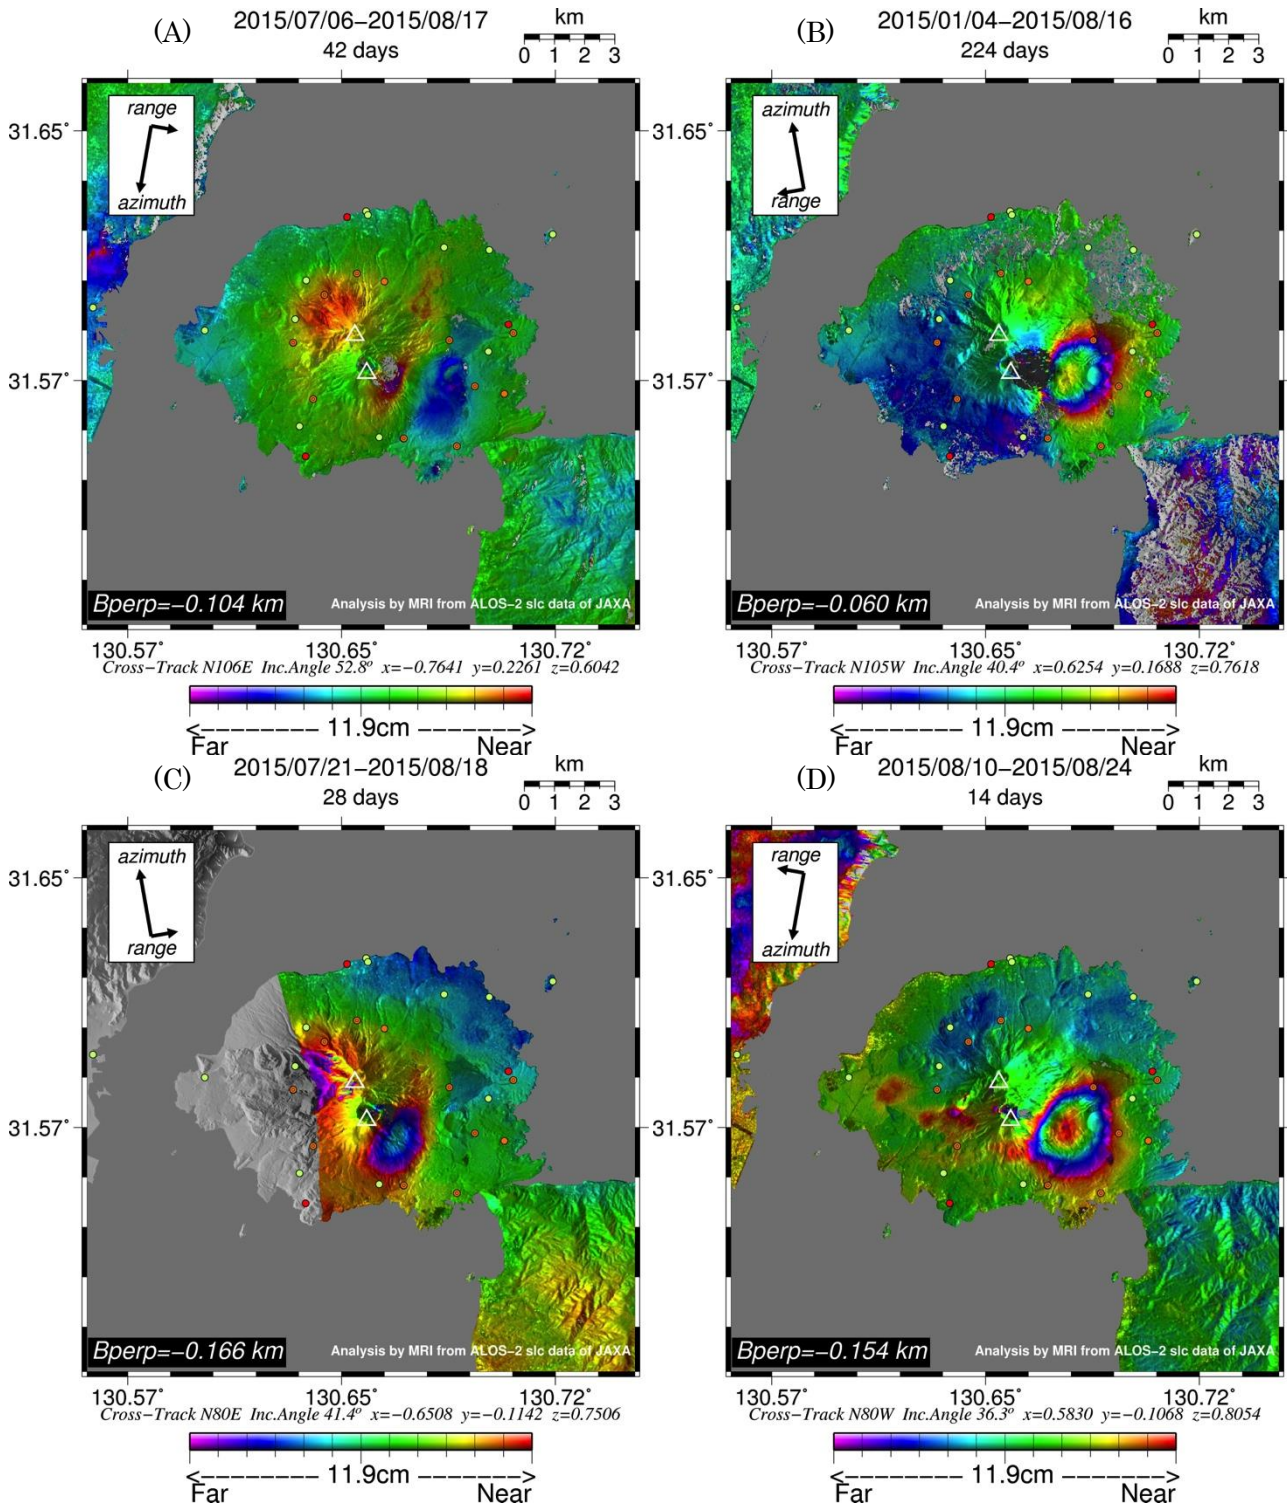 (A)
2015/07/06−2015/08/17
42 days
km
0 1 2 3
range
azimuth
31.65°
31.57°
Bperp=−0.104 km
Analysis by MRI from ALOS−2 slc data of JAXA
130.57° 130.65° 130.72°
Cross−Track N106E Inc.Angle 52.8° x=−0.7641 y=0.2261 z=0.6042
<−−−−−−−− 11.9cm −−−−−−−>
Far Near
(B)
2015/01/04−2015/08/16
224 days
km
0 1 2 3
azimuth
range
31.65°
31.57°
Bperp=−0.060 km
Analysis by MRI from ALOS−2 slc data of JAXA
130.57° 130.65° 130.72°
Cross−Track N105W Inc.Angle 40.4° x=0.6254 y=0.1688 z=0.7618
<−−−−−−−− 11.9cm −−−−−−−>
Far Near
(C)
2015/07/21−2015/08/18
28 days
km
0 1 2 3
azimuth
range
31.65°
31.57°
Bperp=−0.166 km
Analysis by MRI from ALOS−2 slc data of JAXA
130.57° 130.65° 130.72°
Cross−Track N80E Inc.Angle 41.4° x=−0.6508 y=−0.1142 z=0.7506
<−−−−−−−− 11.9cm −−−−−−−>
Far Near
(D)
2015/08/10−2015/08/24
14 days
km
0 1 2 3
range
azimuth
31.65°
31.57°
Bperp=−0.154 km
Analysis by MRI from ALOS−2 slc data of JAXA
130.57° 130.65° 130.72°
Cross−Track N80W Inc.Angle 36.3° x=0.5830 y=−0.1068 z=0.8054
<−−−−−−−− 11.9cm −−−−−−−>
Far Near